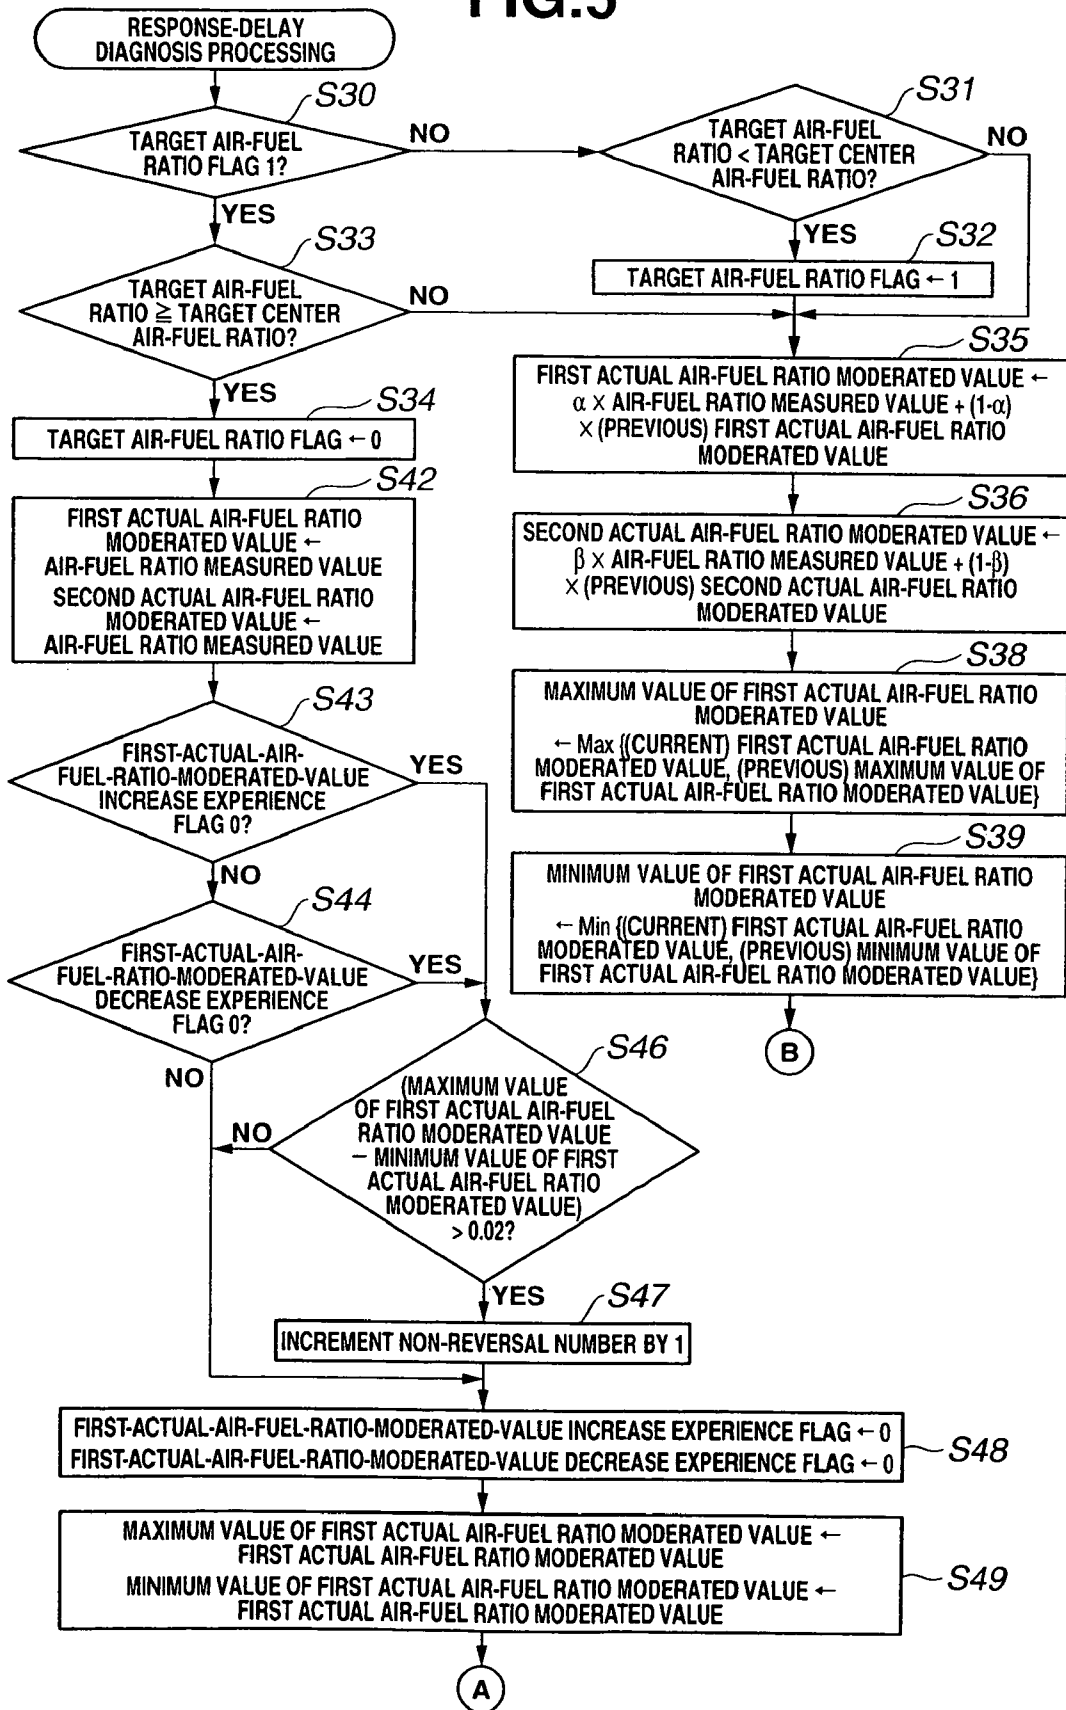 FIG.5
RESPONSE-DELAY
DIAGNOSIS PROCESSING
S30
TARGET AIR-FUEL
RATIO FLAG 1?
NO
YES
S31
TARGET AIR-FUEL
RATIO < TARGET CENTER
AIR-FUEL RATIO?
NO
YES
S32
TARGET AIR-FUEL RATIO FLAG ← 1
S33
TARGET AIR-FUEL
RATIO ≧ TARGET CENTER
AIR-FUEL RATIO?
NO
YES
S34
TARGET AIR-FUEL RATIO FLAG ← 0
S35
FIRST ACTUAL AIR-FUEL RATIO MODERATED VALUE ←
α X AIR-FUEL RATIO MEASURED VALUE + (1-α)
X (PREVIOUS) FIRST ACTUAL AIR-FUEL RATIO
MODERATED VALUE
S36
SECOND ACTUAL AIR-FUEL RATIO MODERATED VALUE ←
β X AIR-FUEL RATIO MEASURED VALUE + (1-β)
X (PREVIOUS) SECOND ACTUAL AIR-FUEL RATIO
MODERATED VALUE
S38
MAXIMUM VALUE OF FIRST ACTUAL AIR-FUEL RATIO
MODERATED VALUE
← Max {(CURRENT) FIRST ACTUAL AIR-FUEL RATIO
MODERATED VALUE, (PREVIOUS) MAXIMUM VALUE OF
FIRST ACTUAL AIR-FUEL RATIO MODERATED VALUE}
S39
MINIMUM VALUE OF FIRST ACTUAL AIR-FUEL RATIO
MODERATED VALUE
← Min {(CURRENT) FIRST ACTUAL AIR-FUEL RATIO
MODERATED VALUE, (PREVIOUS) MINIMUM VALUE OF
FIRST ACTUAL AIR-FUEL RATIO MODERATED VALUE}
B
S42
FIRST ACTUAL AIR-FUEL RATIO
MODERATED VALUE ←
AIR-FUEL RATIO MEASURED VALUE
SECOND ACTUAL AIR-FUEL RATIO
MODERATED VALUE ←
AIR-FUEL RATIO MEASURED VALUE
S43
FIRST-ACTUAL-AIR-
FUEL-RATIO-MODERATED-VALUE
INCREASE EXPERIENCE
FLAG 0?
YES
NO
S44
FIRST-ACTUAL-AIR-
FUEL-RATIO-MODERATED-VALUE
DECREASE EXPERIENCE
FLAG 0?
YES
NO
S46
(MAXIMUM VALUE
OF FIRST ACTUAL AIR-FUEL
RATIO MODERATED VALUE
− MINIMUM VALUE OF FIRST
ACTUAL AIR-FUEL RATIO
MODERATED VALUE)
> 0.02?
NO
YES
S47
INCREMENT NON-REVERSAL NUMBER BY 1
FIRST-ACTUAL-AIR-FUEL-RATIO-MODERATED-VALUE INCREASE EXPERIENCE FLAG ← 0
FIRST-ACTUAL-AIR-FUEL-RATIO-MODERATED-VALUE DECREASE EXPERIENCE FLAG ← 0
S48
MAXIMUM VALUE OF FIRST ACTUAL AIR-FUEL RATIO MODERATED VALUE ←
FIRST ACTUAL AIR-FUEL RATIO MODERATED VALUE
MINIMUM VALUE OF FIRST ACTUAL AIR-FUEL RATIO MODERATED VALUE ←
FIRST ACTUAL AIR-FUEL RATIO MODERATED VALUE
S49
A